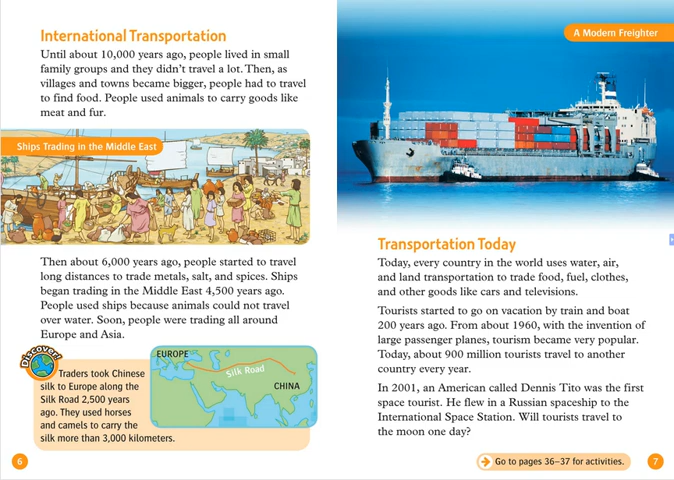 International Transportation
Until about 10,000 years ago, people lived in small
family groups and they didn't travel a lot. Then, as
villages and towns became bigger, people had to travel
to find food. People used animals to carry goods like
meat and fur.
Ships Trading in the Middle East
Then about 6,000 years ago, people started to travel
long distances to trade metals, salt, and spices. Ships
began trading in the Middle East 4,500 years ago.
People used ships because animals could not travel
over water. Soon, people were trading all around
Europe and Asia.
Discover!
Traders took Chinese
silk to Europe along the
Silk Road 2,500 years
ago. They used horses
and camels to carry the
silk more than 3,000 kilometers.
EUROPE
Silk Road
CHINA
6
A Modern Freighter
Transportation Today
Today, every country in the world uses water, air,
and land transportation to trade food, fuel, clothes,
and other goods like cars and televisions.
Tourists started to go on vacation by train and boat
200 years ago. From about 1960, with the invention of
large passenger planes, tourism became very popular.
Today, about 900 million tourists travel to another
country every year.
In 2001, an American called Dennis Tito was the first
space tourist. He flew in a Russian spaceship to the
International Space Station. Will tourists travel to
the moon one day?
Go to pages 36–37 for activities.
7